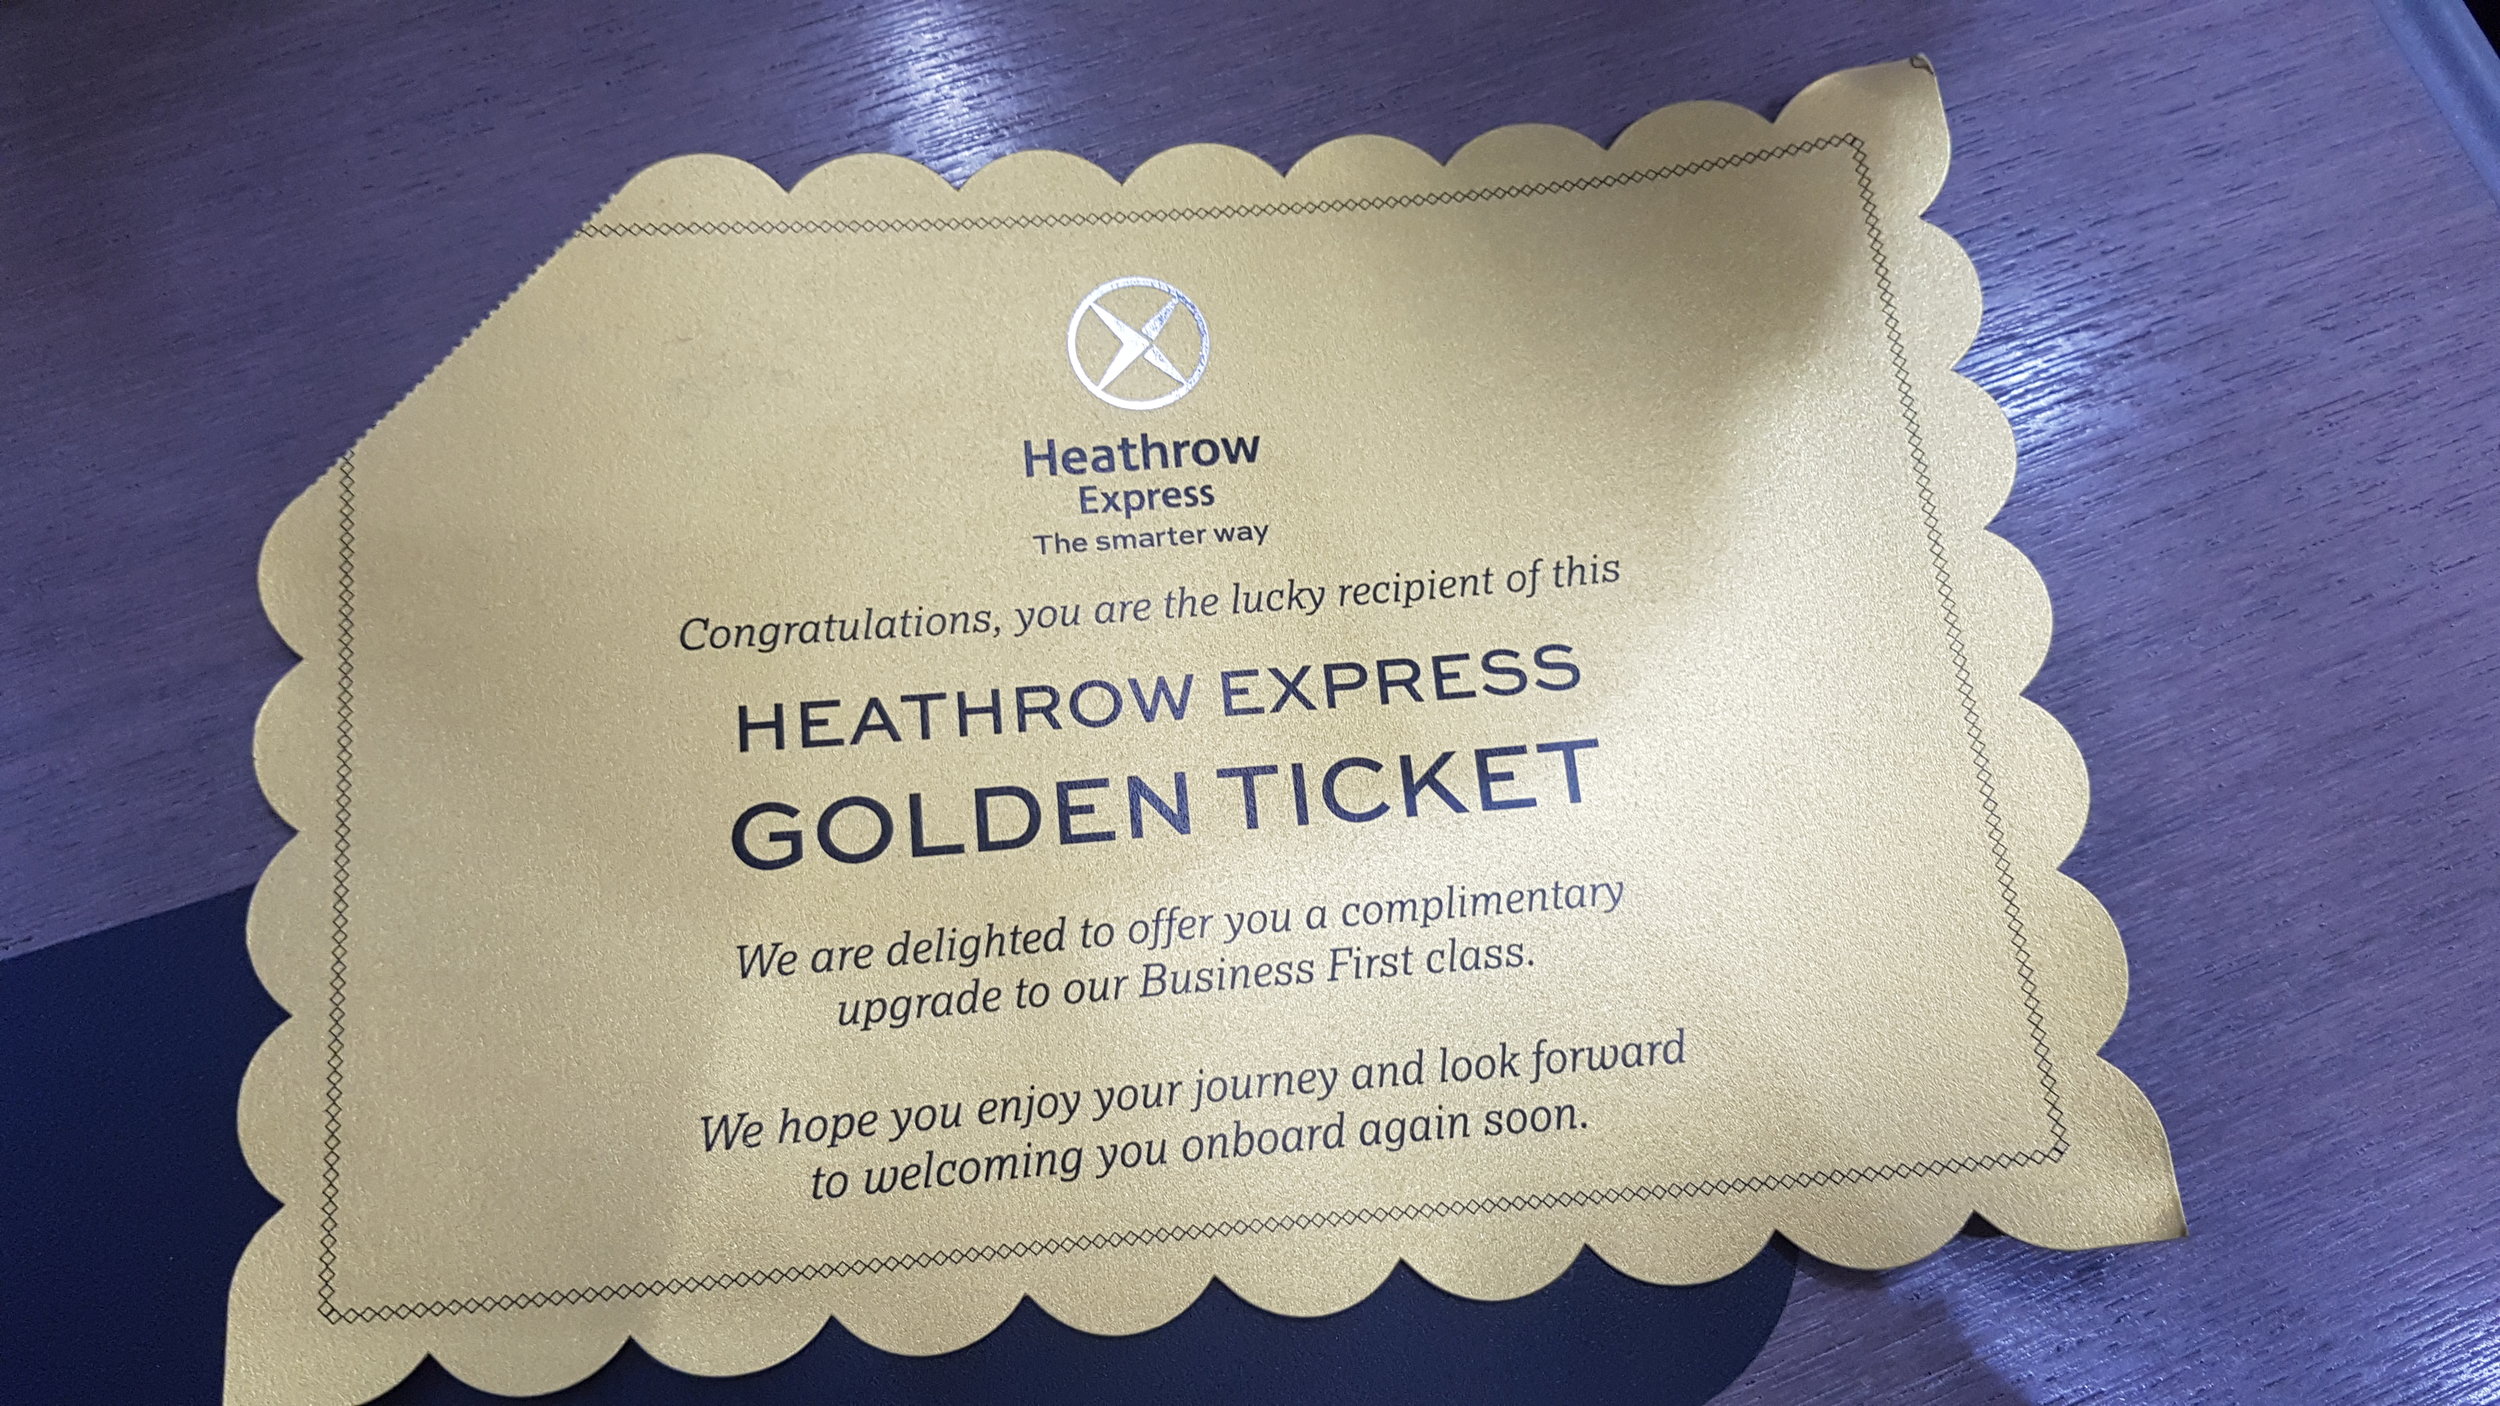 Heathrow
Express
The smarter way
Congratulations, you are the lucky recipient of this
HEATHROW EXPRESS
GOLDEN TICKET
We are delighted to offer you a complimentary
upgrade to our Business First class.
We hope you enjoy your journey and look forward
to welcoming you onboard again soon.